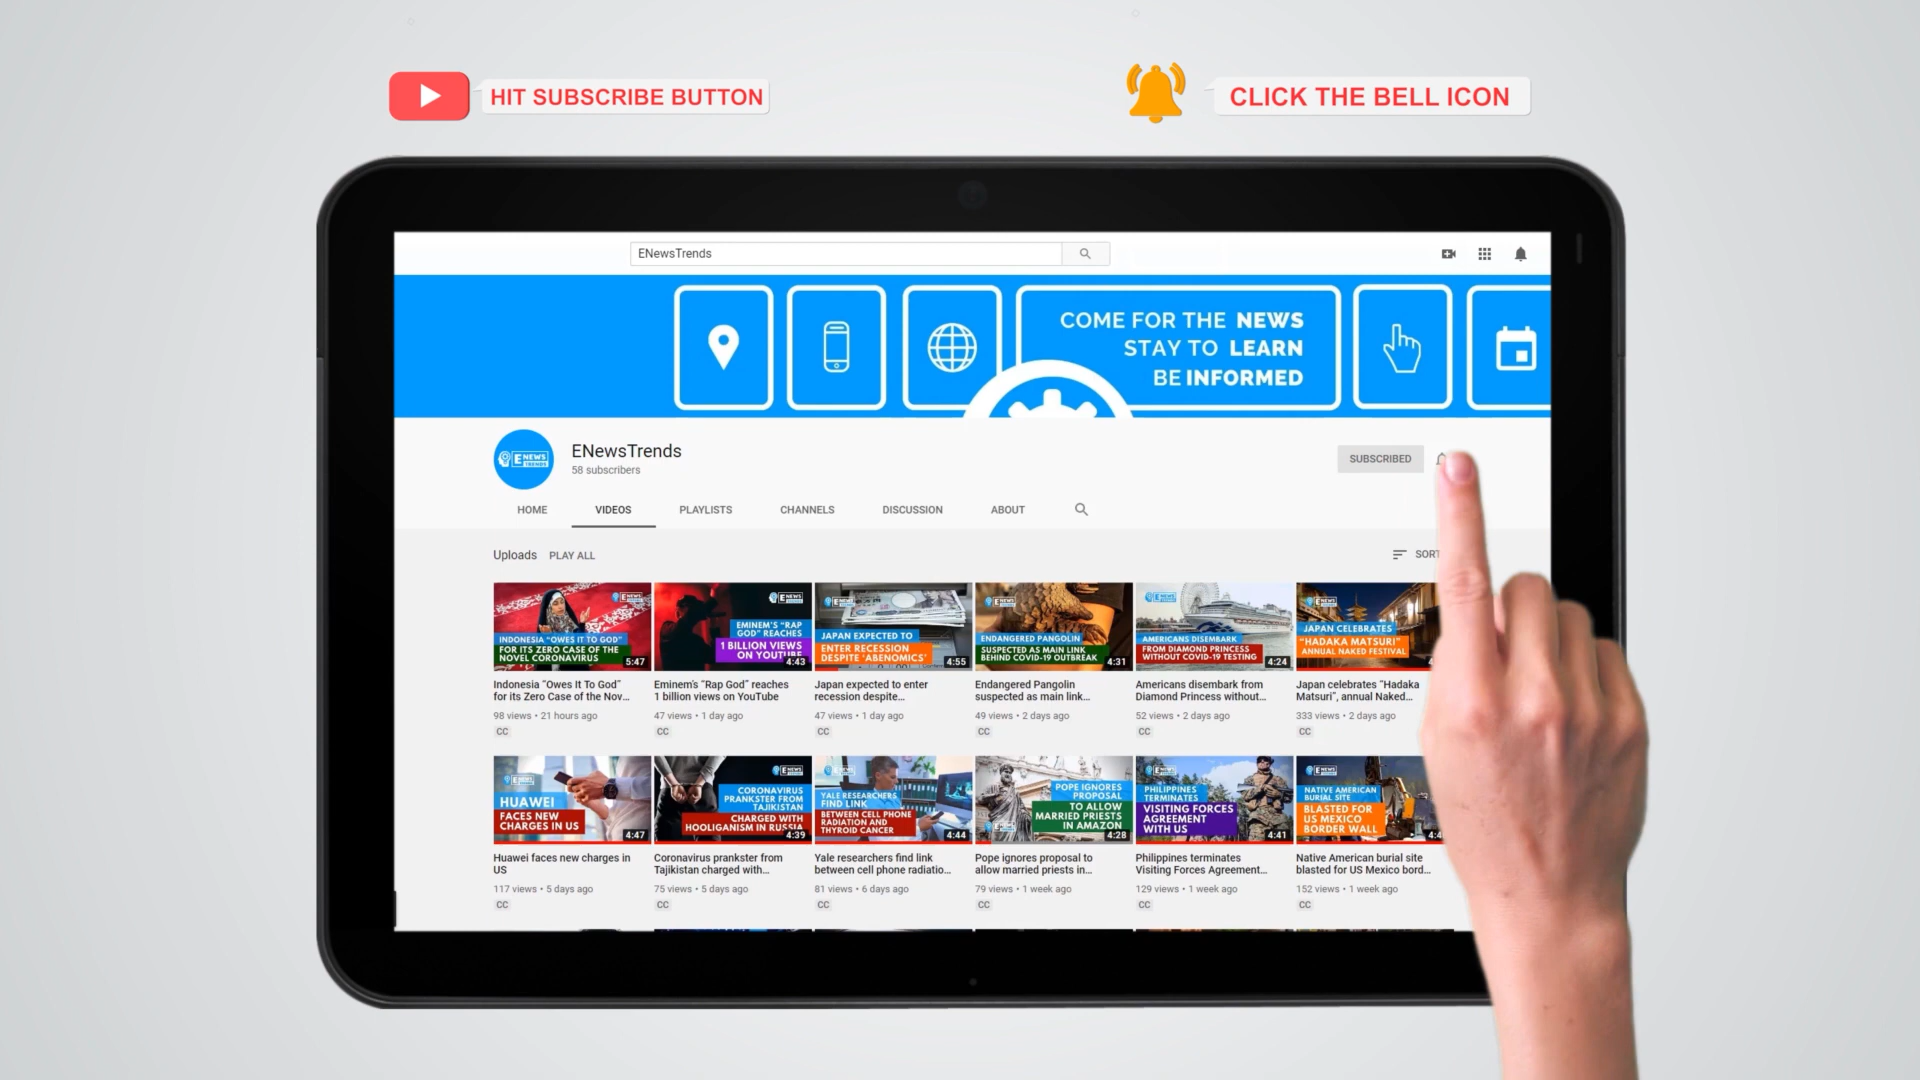 HIT SUBSCRIBE BUTTON
CLICK THE BELL ICON
ENewsTrends
COME FOR THE NEWS
STAY TO LEARN
BE INFORMED
E NEWS
TRENDS
ENewsTrends
58 subscribers
SUBSCRIBED
HOME VIDEOS PLAYLISTS CHANNELS DISCUSSION ABOUT
Uploads PLAY ALL
SORT
INDONESIA "OWES IT TO GOD"
FOR ITS ZERO CASE OF THE
NOVEL CORONAVIRUS
5:47
Indonesia "Owes It To God"
for its Zero Case of the Nov...
98 views • 21 hours ago
CC
EMINEM'S "RAP
GOD" REACHES
1 BILLION VIEWS
ON YOUTUBE
4:43
Eminem's "Rap God" reaches
1 billion views on YouTube
47 views • 1 day ago
CC
JAPAN EXPECTED TO
ENTER RECESSION
DESPITE 'ABENOMICS'
4:55
Japan expected to enter
recession despite...
47 views • 1 day ago
CC
ENDANGERED PANGOLIN
SUSPECTED AS MAIN LINK
BEHIND COVID-19 OUTBREAK
4:31
Endangered Pangolin
suspected as main link...
49 views • 2 days ago
CC
AMERICANS DISEMBARK
FROM DIAMOND PRINCESS
WITHOUT COVID-19 TESTING
4:24
Americans disembark from
Diamond Princess without...
52 views • 2 days ago
CC
JAPAN CELEBRATES
"HADAKA MATSURI"
ANNUAL NAKED FESTIVAL
Japan celebrates "Hadaka
Matsuri", annual Naked...
333 views • 2 days ago
CC
HUAWEI
FACES NEW
CHARGES IN US
4:47
Huawei faces new charges in
US
117 views • 5 days ago
CC
CORONAVIRUS
PRANKSTER FROM
TAJIKISTAN
CHARGED WITH
HOOLIGANISM IN RUSSIA
4:39
Coronavirus prankster from
Tajikistan charged with...
75 views • 5 days ago
CC
YALE RESEARCHERS
FIND LINK
BETWEEN CELL PHONE
RADIATION AND
THYROID CANCER
4:44
Yale researchers find link
between cell phone radiatio...
81 views • 6 days ago
CC
POPE IGNORES
PROPOSAL
TO ALLOW
MARRIED PRIESTS
IN AMAZON
4:28
Pope ignores proposal to
allow married priests in...
79 views • 1 week ago
CC
PHILIPPINES
TERMINATES
VISITING FORCES
AGREEMENT
WITH US
4:41
Philippines terminates
Visiting Forces Agreement...
129 views • 1 week ago
CC
NATIVE AMERICAN
BURIAL SITE
BLASTED FOR
US MEXICO
BORDER WALL
Native American burial site
blasted for US Mexico bord...
152 views • 1 week ago
CC